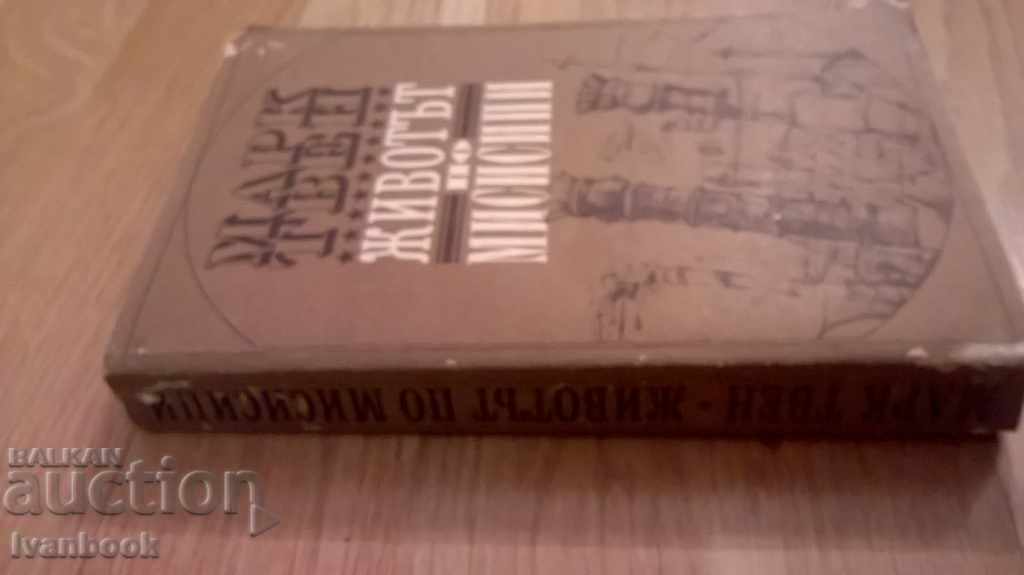 МАРК
ТВЕН
ЖИВОТЪТ
ПО
МИСИСИПИ
МАРК ТВЕН - ЖИВОТЪТ ПО МИСИСИПИ
BALKAN
auction
Ivanbook